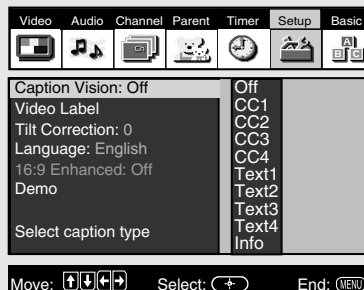 Video Audio Channel Parent Timer Setup Basic
Ch
A
B C
Caption Vision: Off
Video Label
Tilt Correction: 0
Language: English
16:9 Enhanced: Off
Demo
Select caption type
Off
CC1
CC2
CC3
CC4
Text1
Text2
Text3
Text4
Info
Move: Select: End: MENU